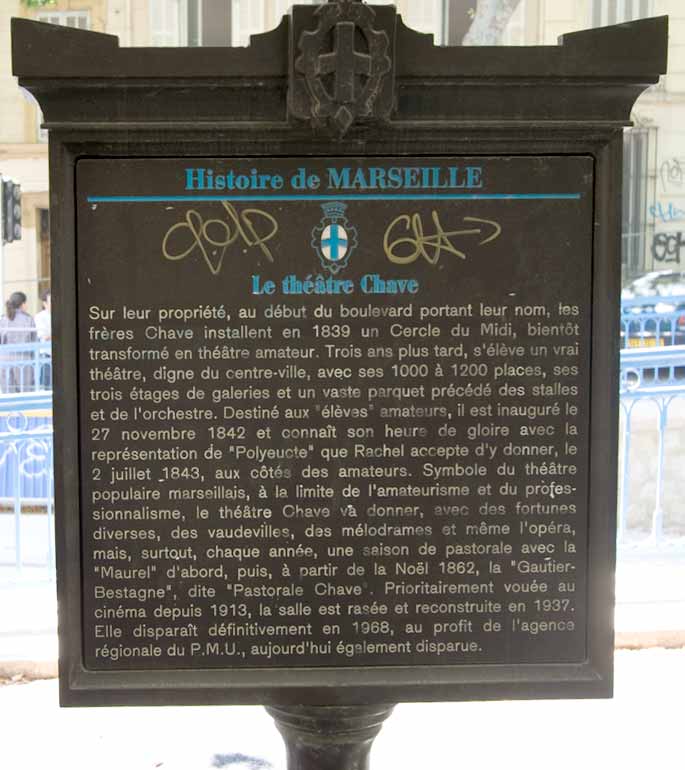 Histoire de MARSEILLE
Le théâtre Chave
Sur leur propriété, au début du boulevard portant leur nom, les
frères Chave installent en 1839 un Cercle du Midi, bientôt
transformé en théâtre amateur. Trois ans plus tard, s'élève un vrai
théâtre, digne du centre-ville, avec ses 1000 à 1200 places, ses
trois étages de galeries et un vaste parquet précédé des stalles
et de l'orchestre. Destiné aux "élèves" amateurs, il est inauguré le
27 novembre 1842 et connaît son heure de gloire avec la
représentation de "Polyeucte" que Rachel accepte d'y donner, le
2 juillet 1843, aux côtés des amateurs. Symbole du théâtre
populaire marseillais, à la limite de l'amateurisme et du profes-
sionnalisme, le théâtre Chave va donner, avec des fortunes
diverses, des vaudevilles, des mélodrames et même l'opéra,
mais, surtout, chaque année, une saison de pastorale avec la
"Maurel" d'abord, puis, à partir de la Noël 1862, la "Gautier-
Bestagne", dite "Pastorale Chave". Prioritairement vouée au
cinéma depuis 1913, la salle est rasée et reconstruite en 1937.
Elle disparaît définitivement en 1968, au profit de l'agence
régionale du P.M.U., aujourd'hui également disparue.